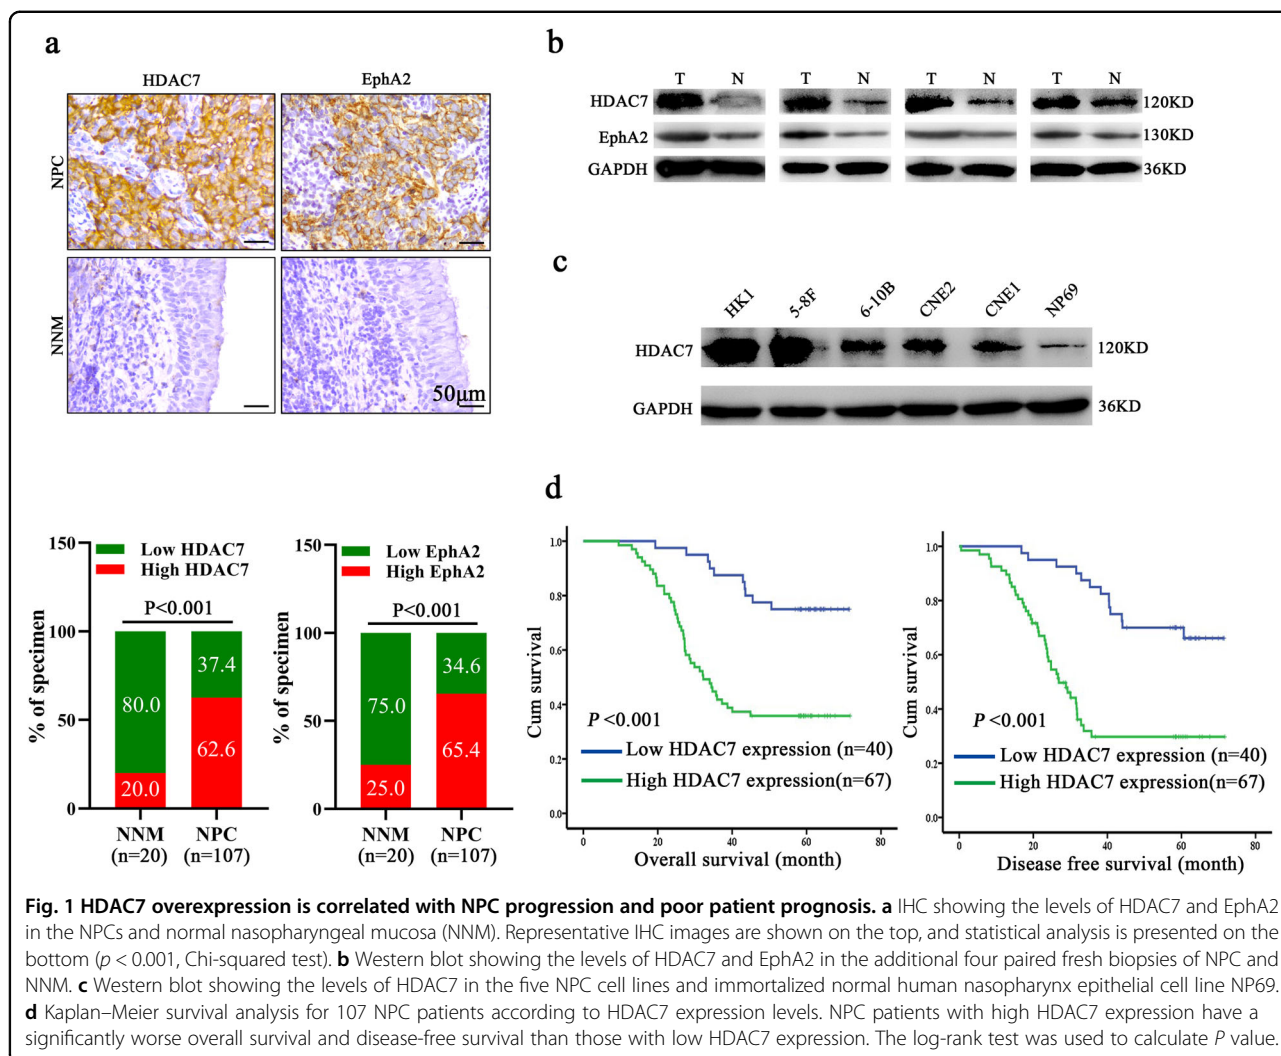 a
HDAC7 EphA2
NPC
NNM
50μm
b
T N T N T N T N
HDAC7 120KD
EphA2 130KD
GAPDH 36KD
c
HK1 5-8F 6-10B CNE2 CNE1 NP69
HDAC7 120KD
GAPDH 36KD
150
100
50
0
% of specimen
Low HDAC7
High HDAC7
P<0.001
80.0
20.0
37.4
62.6
NNM NPC
(n=20) (n=107)
150
100
50
0
% of specimen
Low EphA2
High EphA2
P<0.001
75.0
25.0
34.6
65.4
NNM NPC
(n=20) (n=107)
d
1.0
0.8
0.6
0.4
0.2
0.0
Cum survival
P <0.001
Low HDAC7 expression (n=40)
High HDAC7 expression(n=67)
0 20 40 60 80
Overall survival (month)
1.0
0.8
0.6
0.4
0.2
0.0
Cum survival
P <0.001
Low HDAC7 expression (n=40)
High HDAC7 expression(n=67)
0 20 40 60 80
Disease free survival (month)
Fig. 1 HDAC7 overexpression is correlated with NPC progression and poor patient prognosis. a IHC showing the levels of HDAC7 and EphA2
in the NPCs and normal nasopharyngeal mucosa (NNM). Representative IHC images are shown on the top, and statistical analysis is presented on the
bottom (p < 0.001, Chi-squared test). b Western blot showing the levels of HDAC7 and EphA2 in the additional four paired fresh biopsies of NPC and
NNM. c Western blot showing the levels of HDAC7 in the five NPC cell lines and immortalized normal human nasopharynx epithelial cell line NP69.
d Kaplan–Meier survival analysis for 107 NPC patients according to HDAC7 expression levels. NPC patients with high HDAC7 expression have a
significantly worse overall survival and disease-free survival than those with low HDAC7 expression. The log-rank test was used to calculate P value.